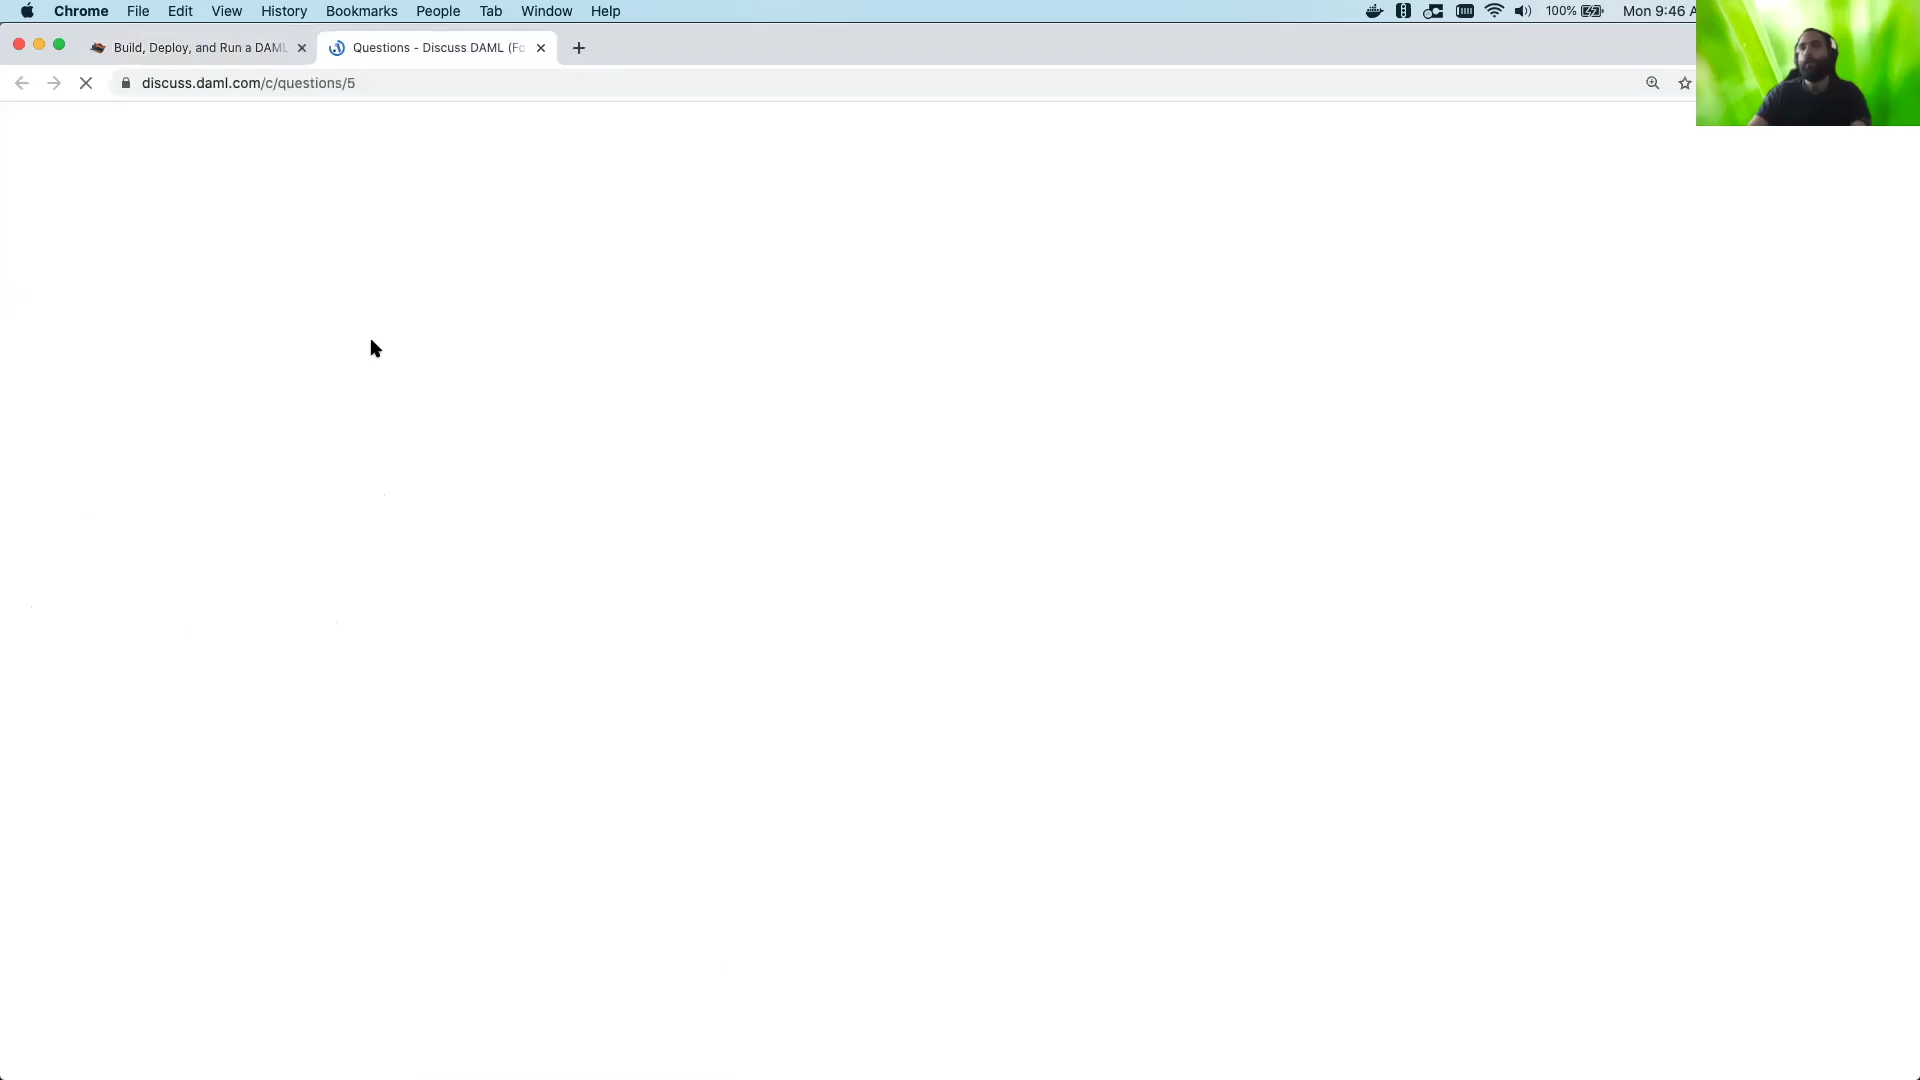 Chrome File Edit View History Bookmarks People Tab Window Help 100% Mon 9:46 A
Build, Deploy, and Run a DAML
Questions - Discuss DAML (Fo
discuss.daml.com/c/questions/5